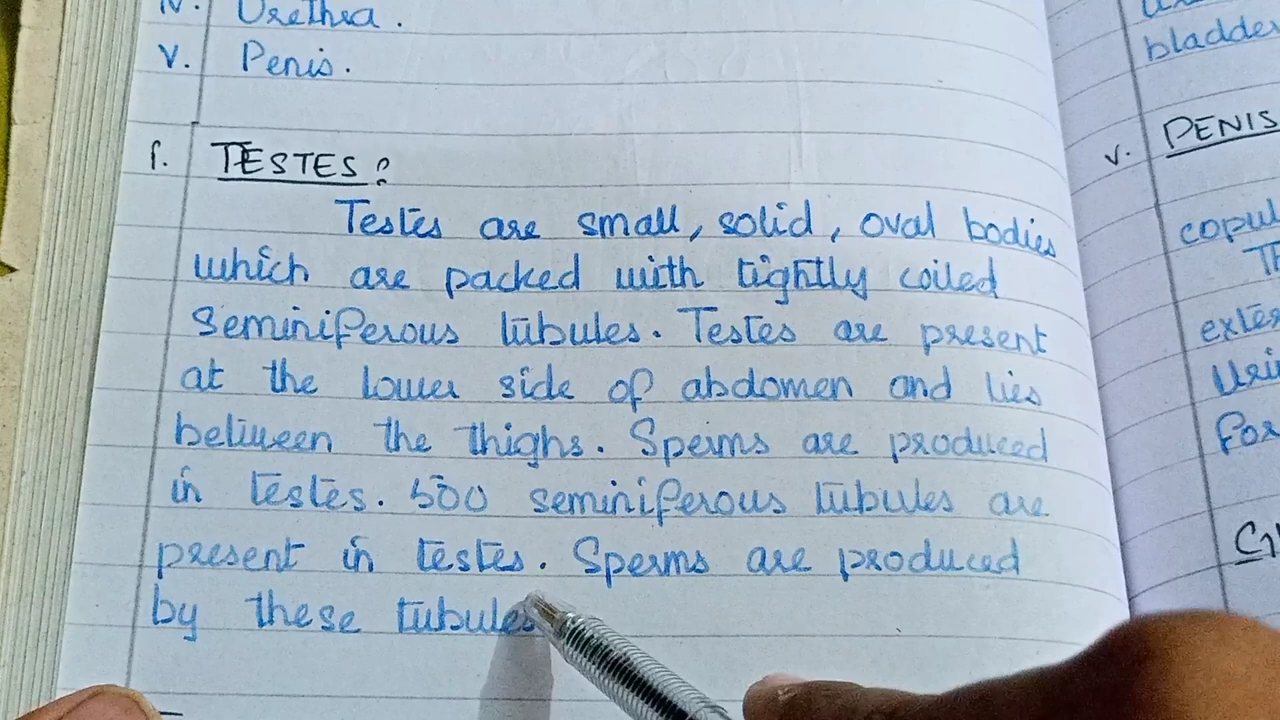 iv. Urethra.
v. Penis.
i. TESTES:
Testes are small, solid, oval bodies
which are packed with tightly coiled
Seminiferous tubules. Testes are present
at the lower side of abdomen and lies
between the thighs. Sperms are produced
in testes. 500 seminiferous tubules are
present in testes. Sperms are produced
by these tubules
bladder
v. PENIS